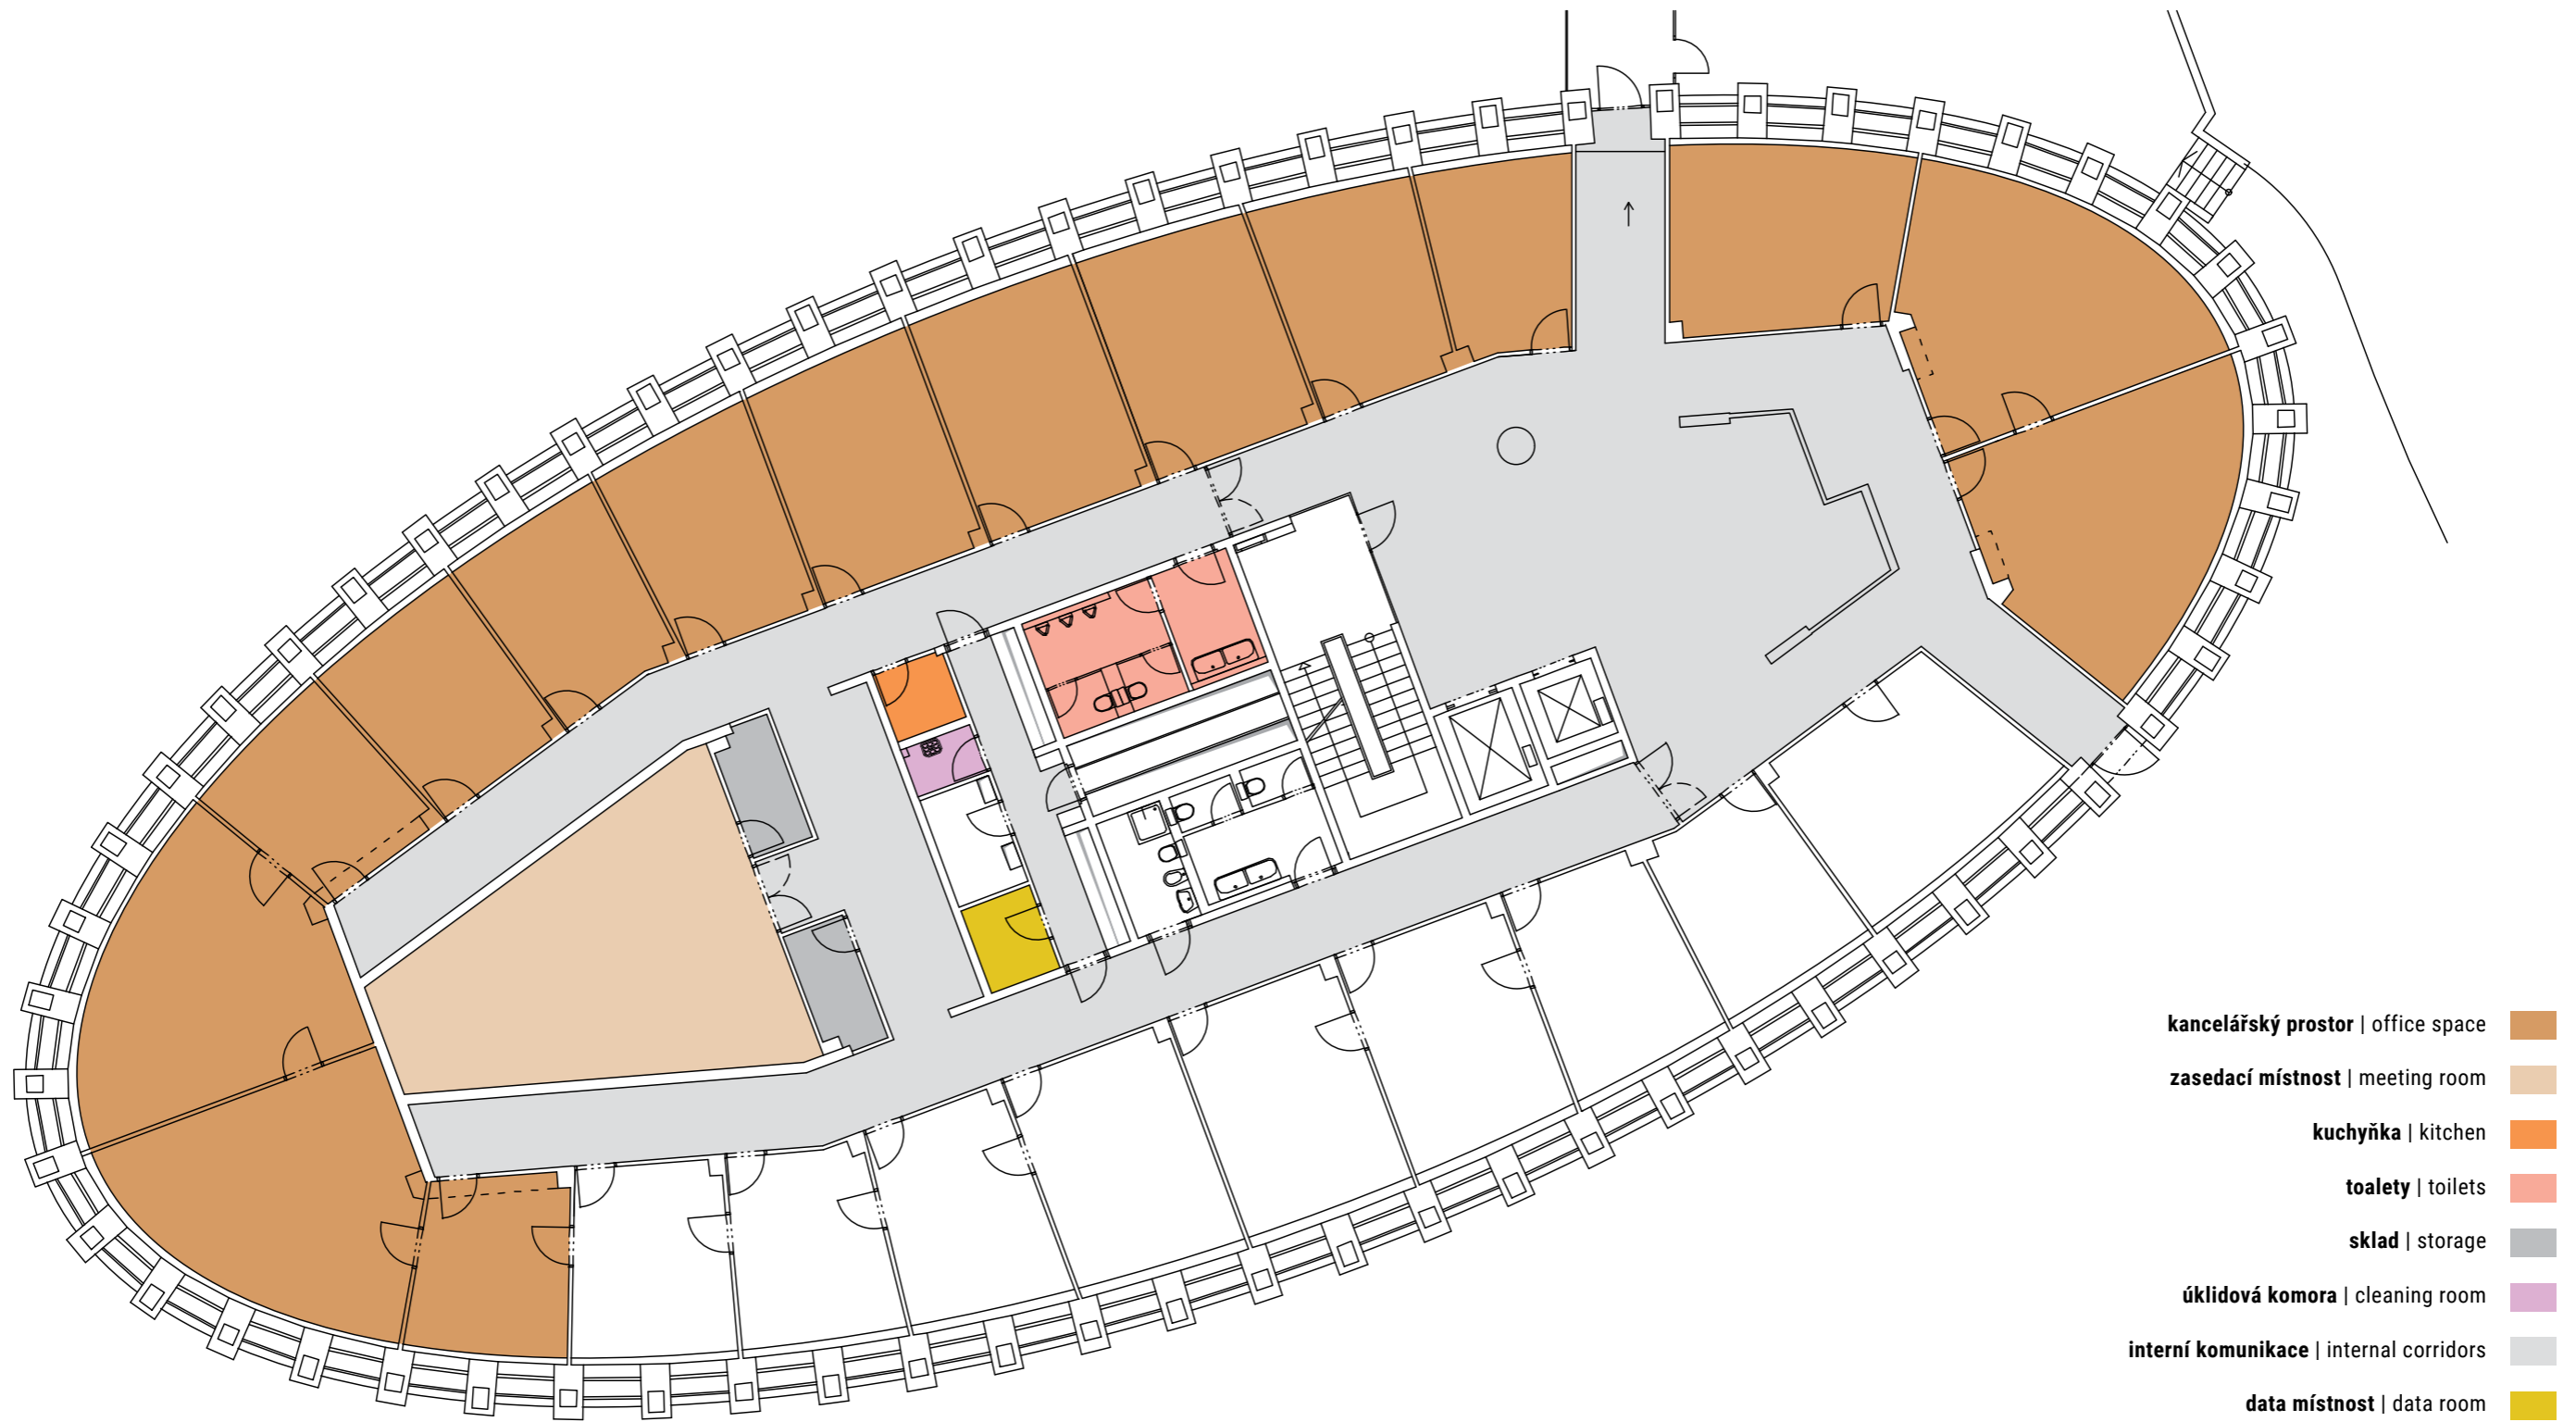 kancelářský prostor | office space
zasedací místnost | meeting room
kuchyňka | kitchen
toalety | toilets
sklad | storage
úklidová komora | cleaning room
interní komunikace | internal corridors
data místnost | data room